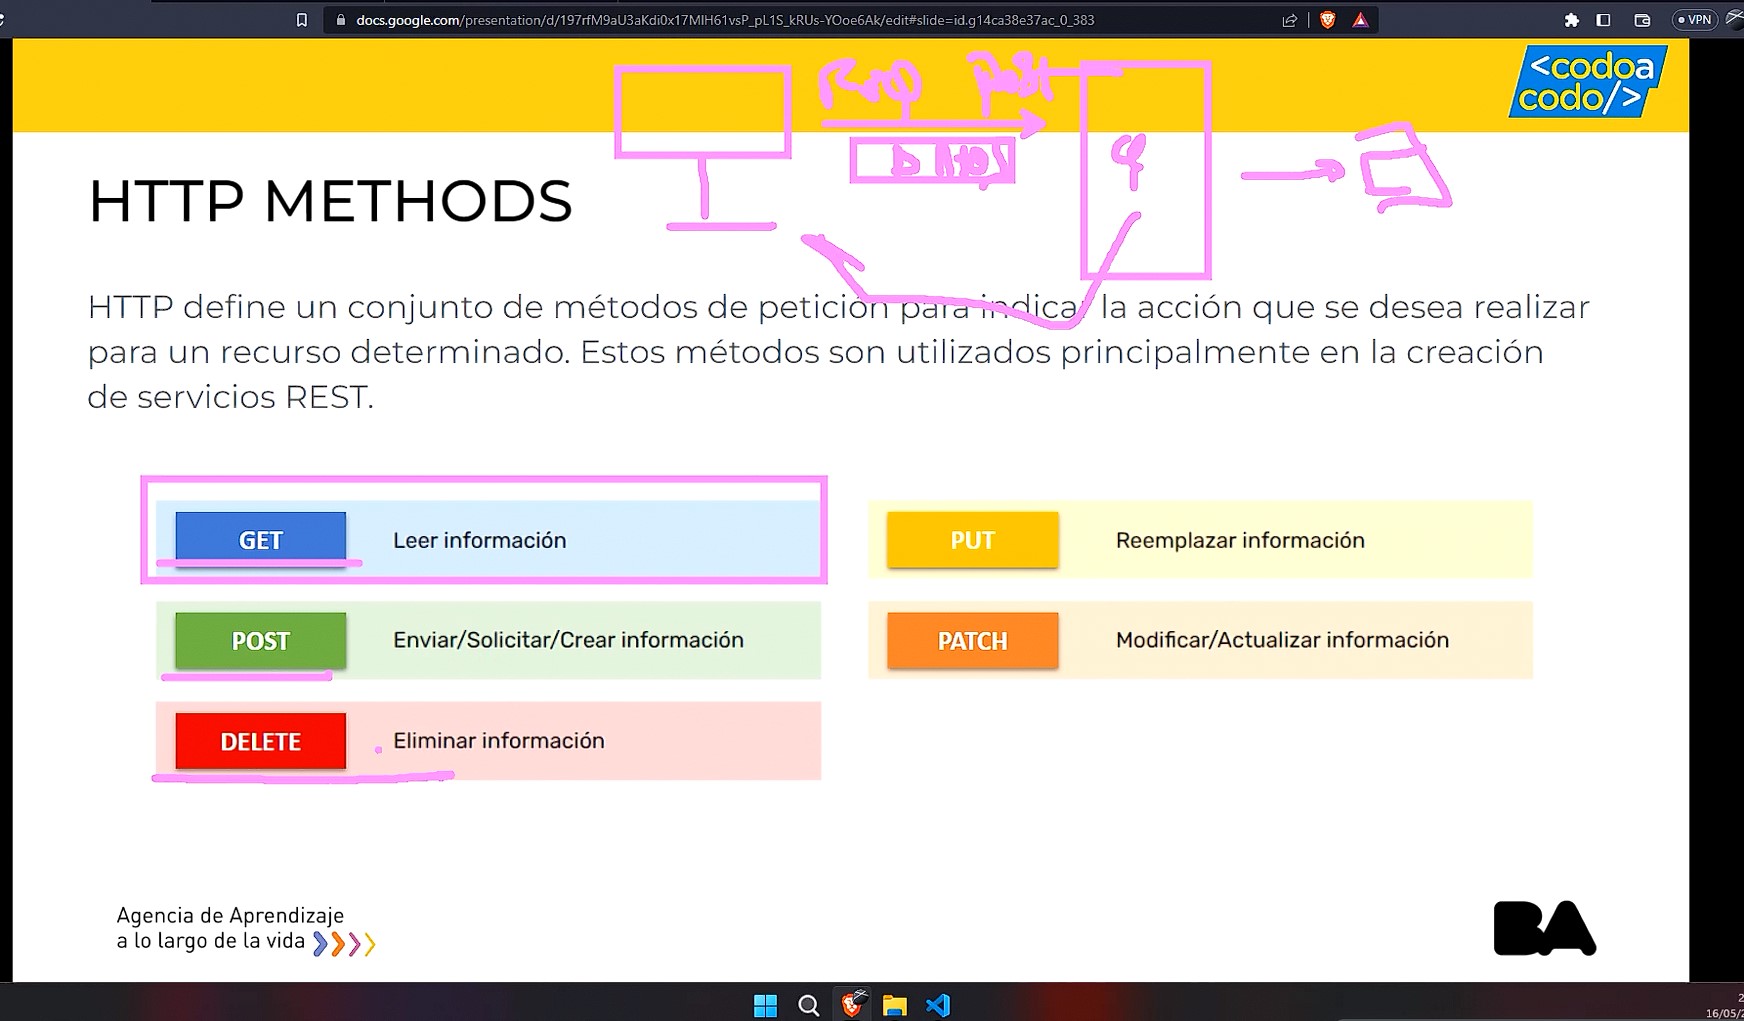 docs.google.com/presentation/d/197rfM9aU3aKdi0x17MIH61vsP_pL1S_kRUs-YOoe6Ak/edit#slide=id.g14ca38e37ac_0_383
VPN
<codoa
codo/>
Post
HTTP METHODS
HTTP define un conjunto de métodos de petición para indicar la acción que se desea realizar
para un recurso determinado. Estos métodos son utilizados principalmente en la creación
de servicios REST.
GET Leer información
PUT Reemplazar información
POST Enviar/Solicitar/Crear información
PATCH Modificar/Actualizar información
DELETE Eliminar información
Agencia de Aprendizaje
a lo largo de la vida
BA
16/05/2